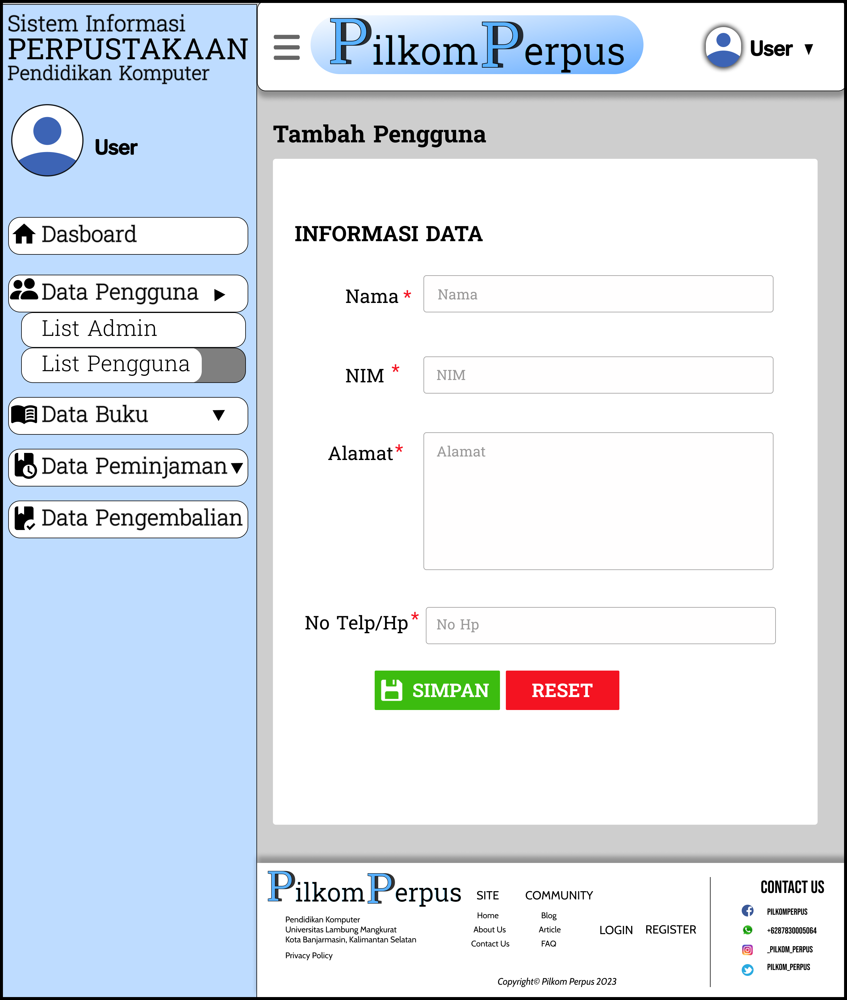 Sistem Informasi
PERPUSTAKAAN
Pendidikan Komputer
User
Dasboard
Data Pengguna
List Admin
List Pengguna
Data Buku
Data Peminjaman
Data Pengembalian
PilkomPerpus
User
Tambah Pengguna
INFORMASI DATA
Nama * Nama
NIM * NIM
Alamat* Alamat
No Telp/Hp* No Hp
SIMPAN RESET
PilkomPerpus
Pendidikan Komputer
Universitas Lambung Mangkurat
Kota Banjarmasin, Kalimantan Selatan
Privacy Policy
SITE
Home
About Us
Contact Us
COMMUNITY
Blog
Article
FAQ
LOGIN REGISTER
Copyright© Pilkom Perpus 2023
CONTACT US
PILKOMPERPUS
+6287830005064
_PILKOM_PERPUS
PILKOM_PERPUS